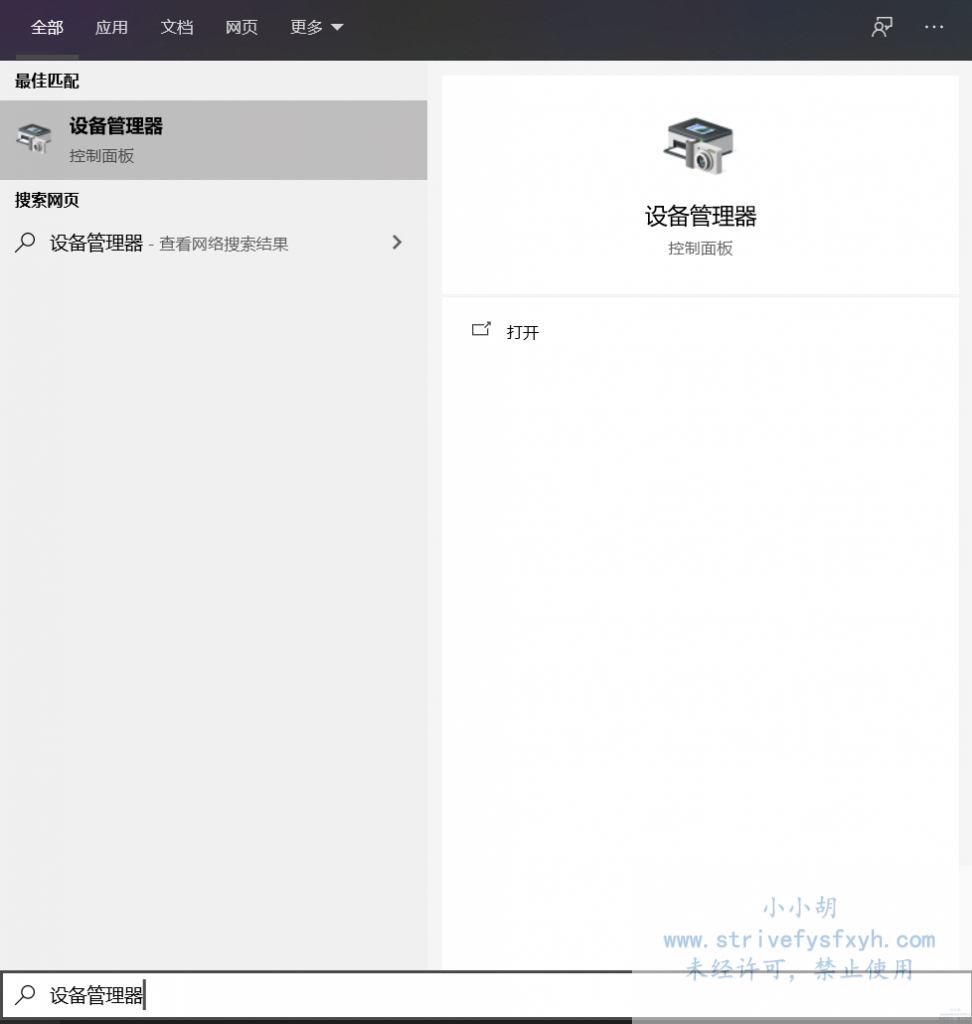 全部 应用 文档 网页 更多
最佳匹配
设备管理器
控制面板
搜索网页
设备管理器 - 查看网络搜索结果
设备管理器
控制面板
打开
小小胡
www.strivefysfxyh.com
未经许可，禁止使用
设备管理器